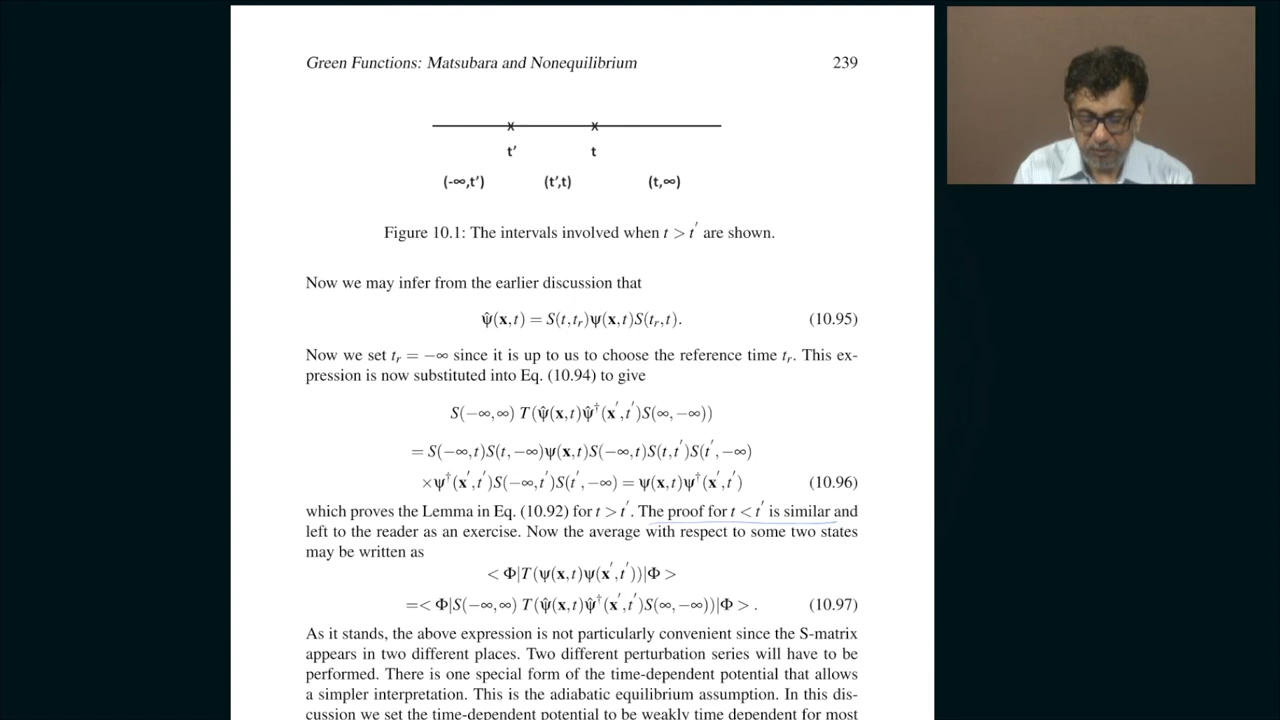 Green Functions: Matsubara and Nonequilibrium 239
t′ t
(-∞,t′) (t′,t) (t,∞)
Figure 10.1: The intervals involved when t > t′ are shown.
Now we may infer from the earlier discussion that
ψ̂(x,t) = S(t,t_r)ψ(x,t)S(t_r,t). (10.95)
Now we set t_r = −∞ since it is up to us to choose the reference time t_r. This ex-
pression is now substituted into Eq. (10.94) to give
S(−∞,∞) T(ψ̂(x,t)ψ̂†(x′,t′)S(∞,−∞))
= S(−∞,t)S(t,−∞)ψ(x,t)S(−∞,t)S(t,t′)S(t′,−∞)
×ψ†(x′,t′)S(−∞,t′)S(t′,−∞) = ψ(x,t)ψ†(x′,t′) (10.96)
which proves the Lemma in Eq. (10.92) for t > t′. The proof for t < t′ is similar and
left to the reader as an exercise. Now the average with respect to some two states
may be written as
< Φ|T(ψ(x,t)ψ(x′,t′))|Φ >
=< Φ|S(−∞,∞) T(ψ̂(x,t)ψ̂†(x′,t′)S(∞,−∞))|Φ > . (10.97)
As it stands, the above expression is not particularly convenient since the S-matrix
appears in two different places. Two different perturbation series will have to be
performed. There is one special form of the time-dependent potential that allows
a simpler interpretation. This is the adiabatic equilibrium assumption. In this dis-
cussion we set the time-dependent potential to be weakly time dependent for most